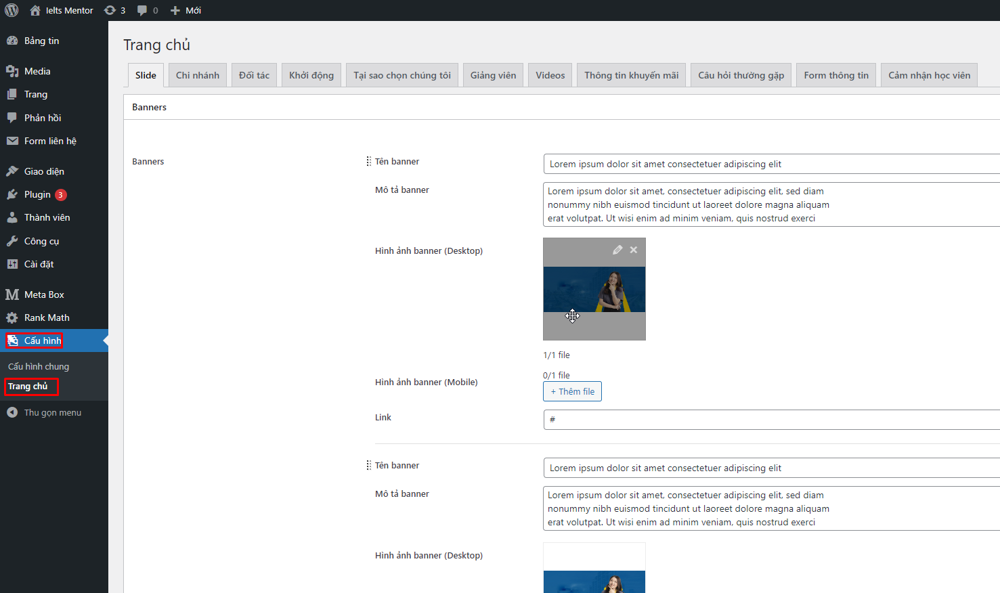 Ielts Mentor 3 0 Mới
Bảng tin
Media
Trang
Phản hồi
Form liên hệ
Giao diện
Plugin 3
Thành viên
Công cụ
Cài đặt
Meta Box
Rank Math
Cấu hình
Cấu hình chung
Trang chủ
Thu gọn menu
Trang chủ
Slide Chi nhánh Đối tác Khởi động Tại sao chọn chúng tôi Giảng viên Videos Thông tin khuyến mãi Câu hỏi thường gặp Form thông tin Cảm nhận học viên
Banners
Banners
Tên banner
Lorem ipsum dolor sit amet consectetuer adipiscing elit
Mô tả banner
Lorem ipsum dolor sit amet, consectetuer adipiscing elit, sed diam
nonummy nibh euismod tincidunt ut laoreet dolore magna aliquam
erat volutpat. Ut wisi enim ad minim veniam, quis nostrud exerci
Hình ảnh banner (Desktop)
1/1 file
Hình ảnh banner (Mobile)
0/1 file
+ Thêm file
Link
#
Tên banner
Lorem ipsum dolor sit amet consectetuer adipiscing elit
Mô tả banner
Lorem ipsum dolor sit amet, consectetuer adipiscing elit, sed diam
nonummy nibh euismod tincidunt ut laoreet dolore magna aliquam
erat volutpat. Ut wisi enim ad minim veniam, quis nostrud exerci
Hình ảnh banner (Desktop)